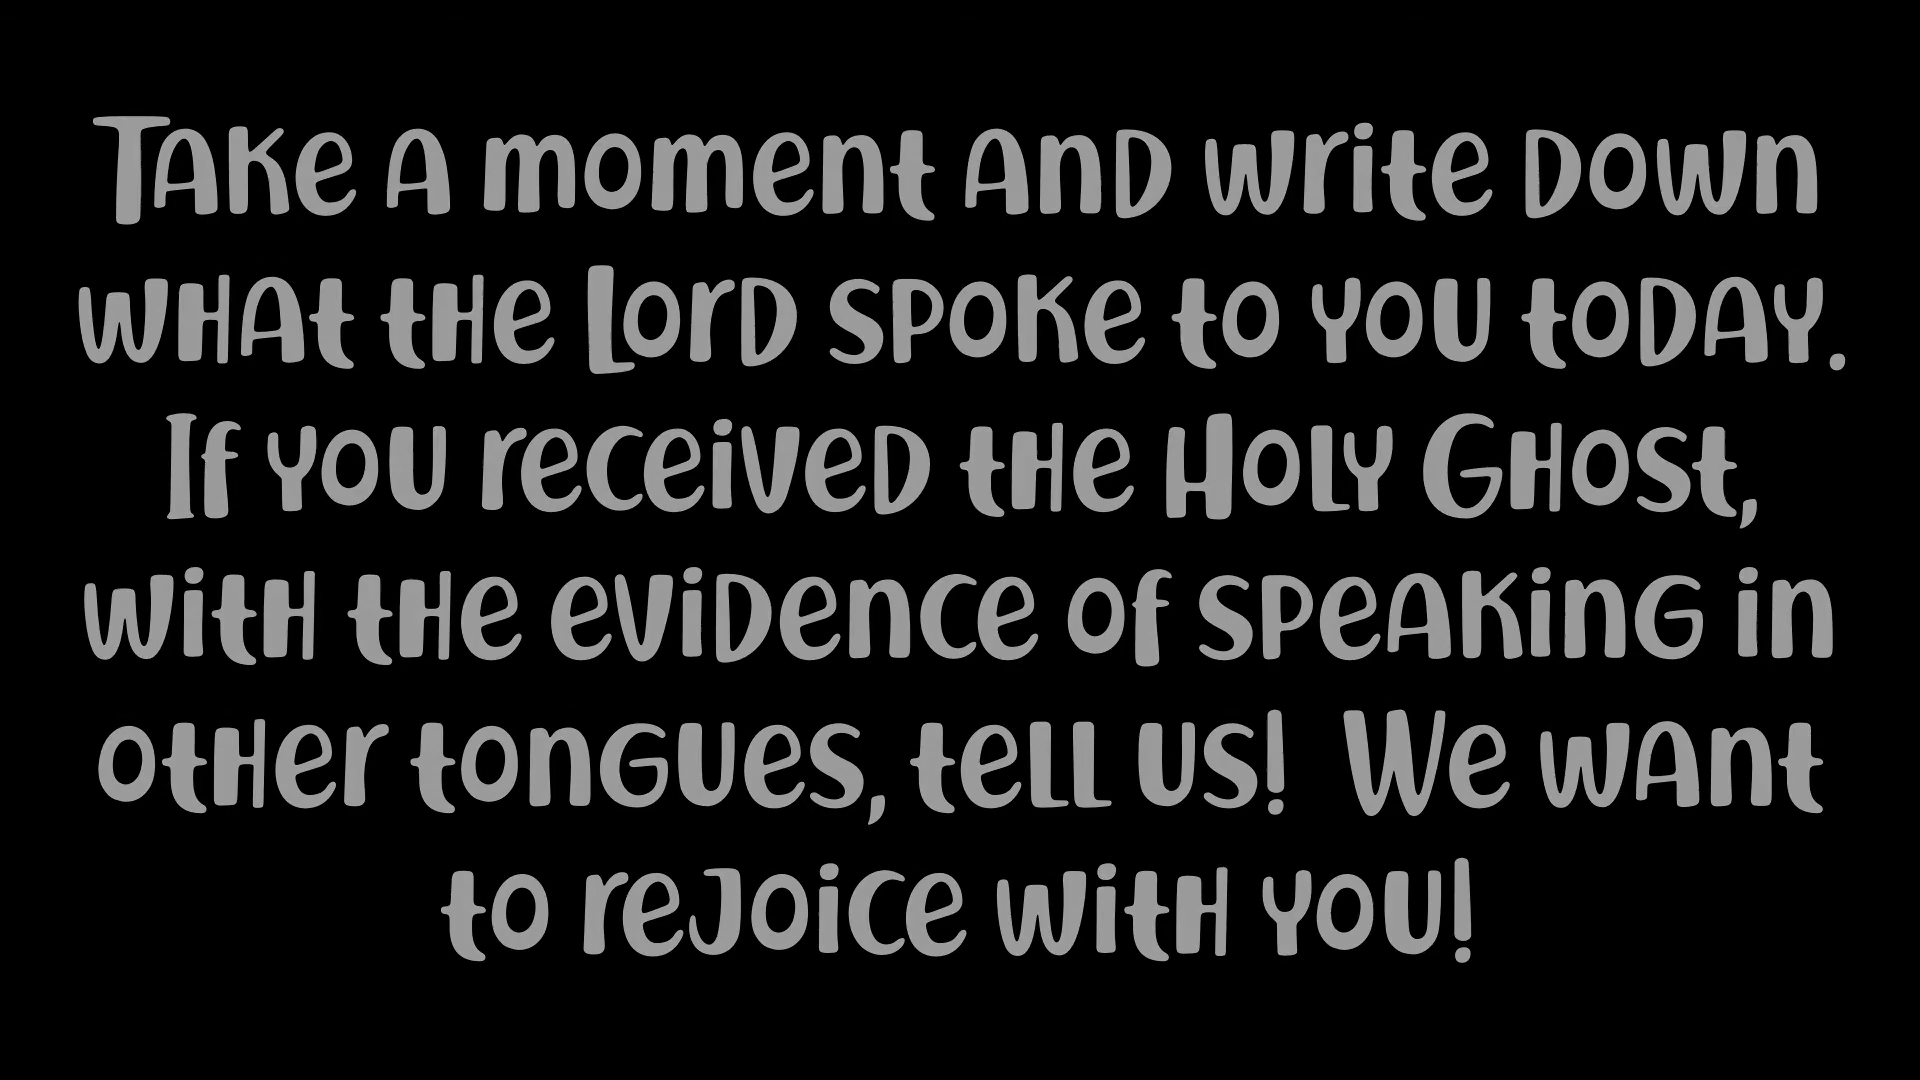 Take a moment and write down
what the Lord spoke to you today.
If you received the Holy Ghost,
with the evidence of speaking in
other tongues, tell us!  We want
to rejoice with you!